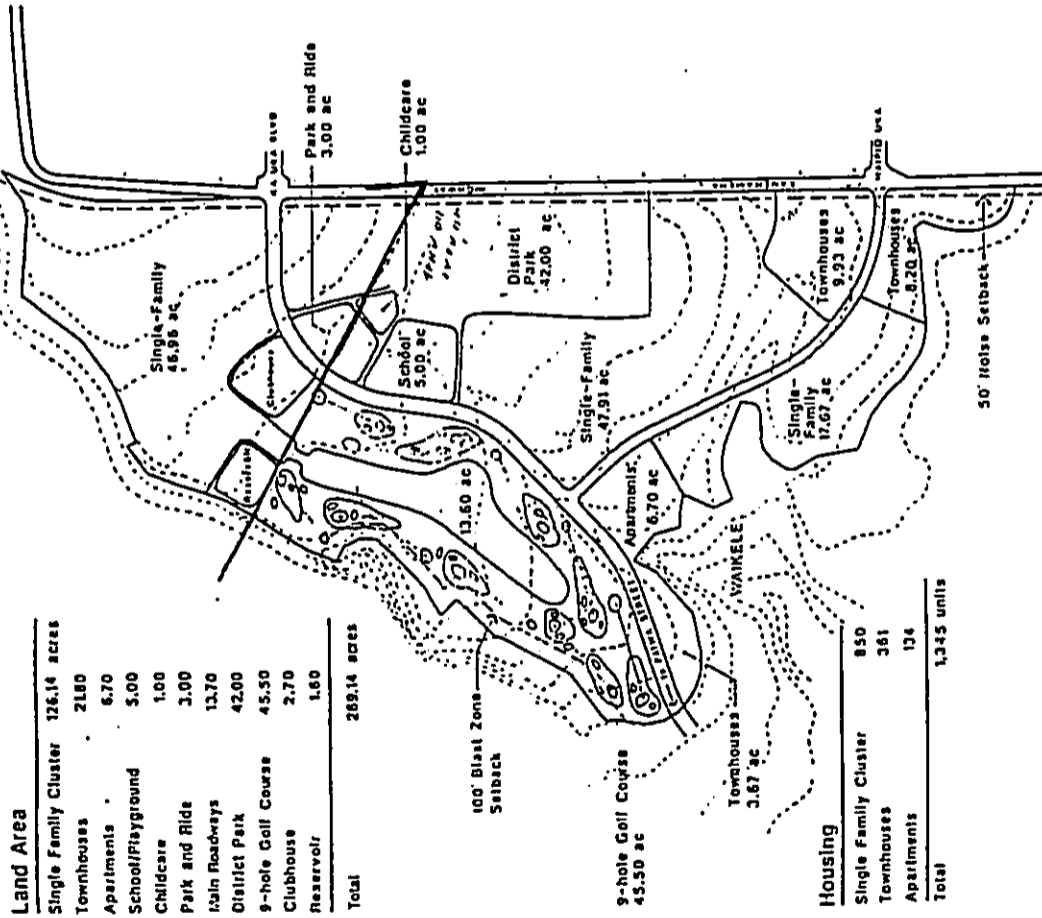 Land Area
Single Family Cluster 126.14 acres
Townhouses 21.80
Apartments 6.70
School/Playground 5.00
Childcare 1.00
Park and Ride 3.00
Main Roadways 13.70
District Park 42.00
9-hole Golf Course 45.50
Clubhouse 2.70
Reservoir 1.60
Total 269.14 acres
Single-Family
46.96 ac
Park and Ride
3.00 ac
Childcare
1.00 ac
KA UKA BLVD
Clubhouse
Reservoir
School
5.00 ac
District
Park
42.00 ac
13.60 ac
Single-Family
47.91 ac
100' Blast Zone
Setback
9-hole Golf Course
45.50 ac
Townhouses
3.67 ac
Apartments
6.70 ac
WAIKELE
Single-
Family
17.67 ac
Townhouses
9.93 ac
Townhouses
8.20 ac
50' Noise Setback
Housing
Single Family Cluster 850
Townhouses 361
Apartments 134
Total 1,345 units